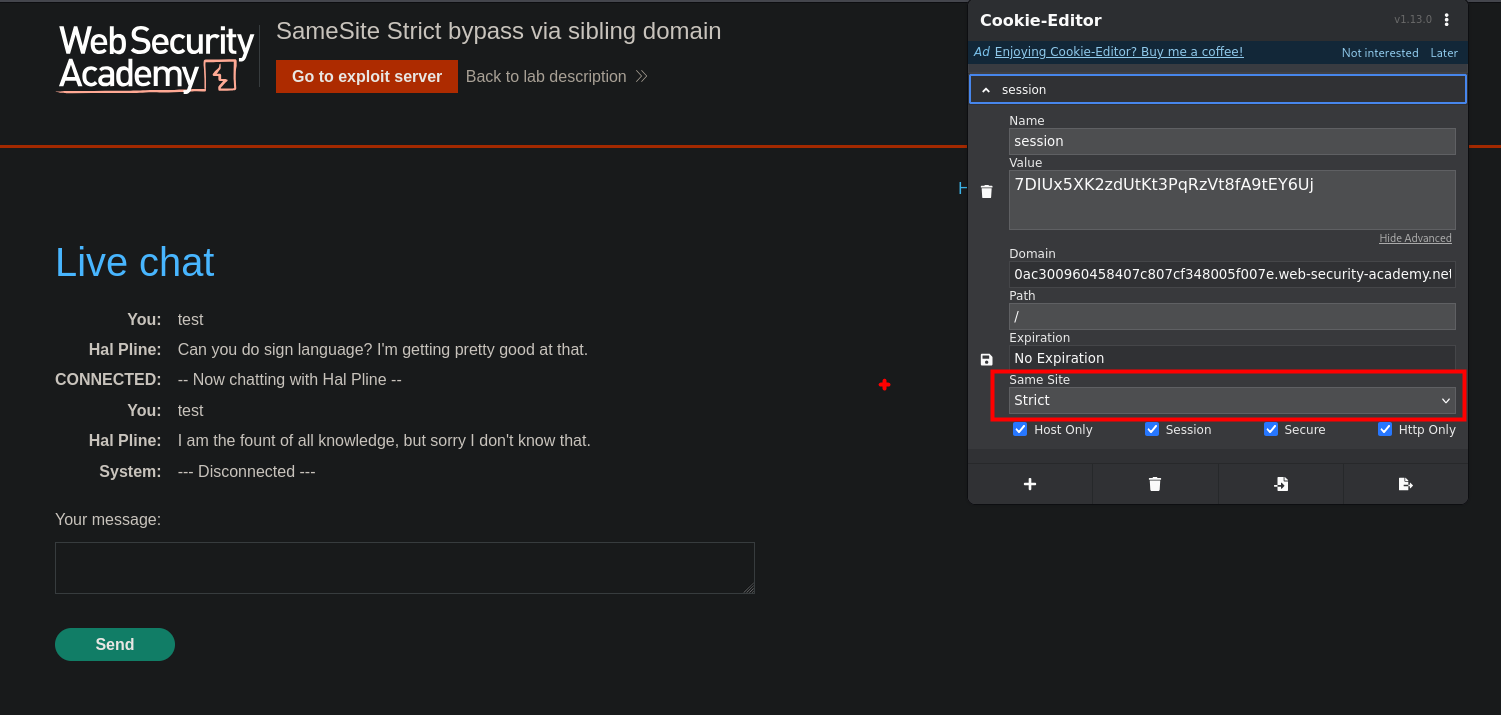 Web Security
Academy
SameSite Strict bypass via sibling domain
Go to exploit server
Back to lab description
H
Live chat
You: test
Hal Pline: Can you do sign language? I'm getting pretty good at that.
CONNECTED: -- Now chatting with Hal Pline --
You: test
Hal Pline: I am the fount of all knowledge, but sorry I don't know that.
System: --- Disconnected ---
Your message:
Send
Cookie-Editor v1.13.0
Ad Enjoying Cookie-Editor? Buy me a coffee! Not interested Later
session
Name
session
Value
7DIUx5XK2zdUtKt3PqRzVt8fA9tEY6Uj
Hide Advanced
Domain
0ac300960458407c807cf348005f007e.web-security-academy.net
Path
/
Expiration
No Expiration
Same Site
Strict
Host Only Session Secure Http Only